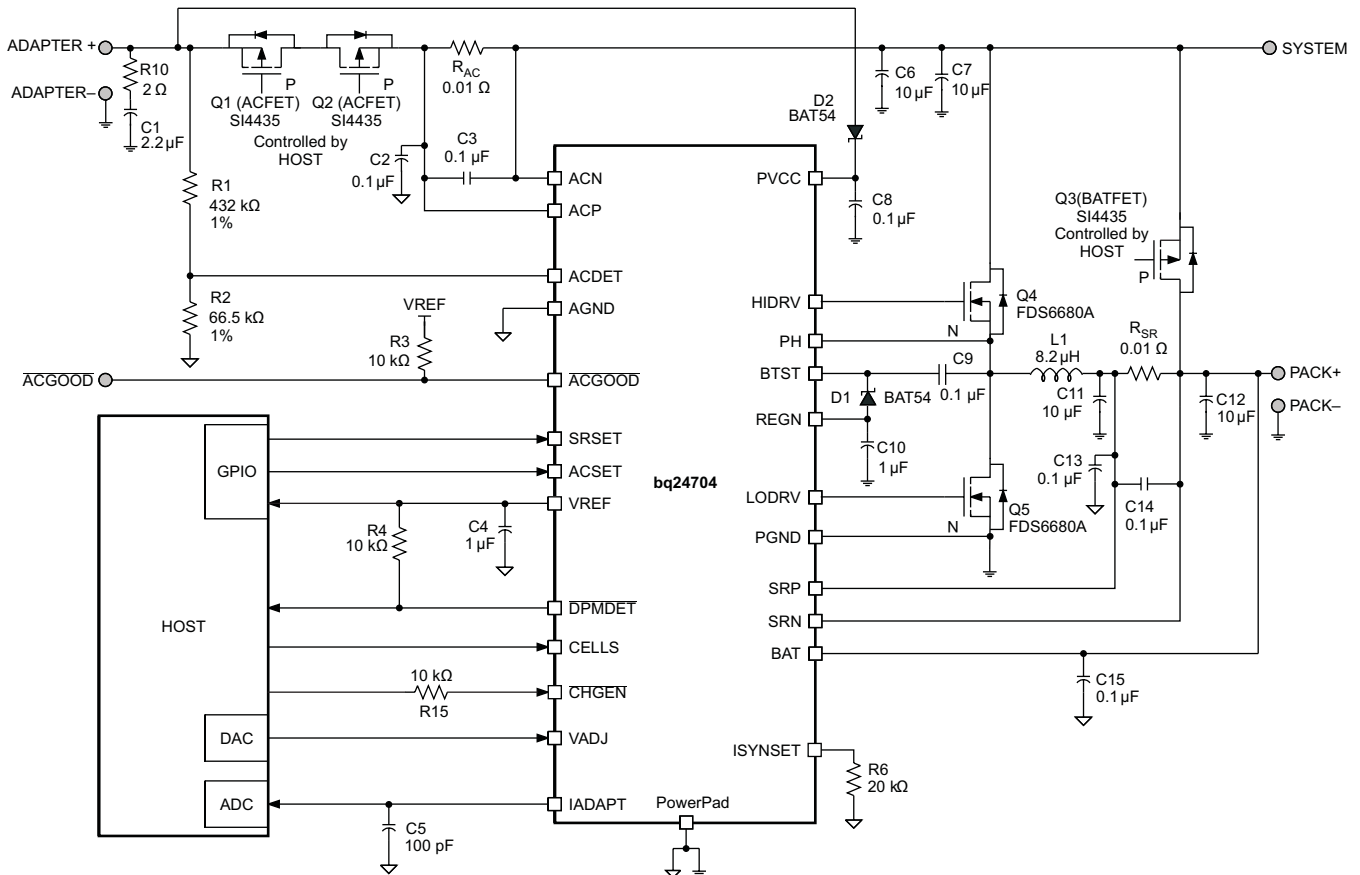 ADAPTER +
R10
2 Ω
ADAPTER–
C1
2.2 µF
P
Q1 (ACFET)
SI4435
P
Q2 (ACFET)
SI4435
Controlled by
HOST
RAC
0.01 Ω
C6
10 µF
C7
10 µF
SYSTEM
D2
BAT54
C2
0.1 µF
C3
0.1 µF
R1
432 kΩ
1%
R2
66.5 kΩ
1%
ACN
ACP
ACDET
AGND
VREF
R3
10 kΩ
ACGOOD
ACGOOD
PVCC
C8
0.1 µF
Q3(BATFET)
SI4435
Controlled by
HOST
P
HIDRV
N
Q4
FDS6680A
PH
BTST
C9
0.1 µF
L1
8.2 µH
RSR
0.01 Ω
PACK+
PACK–
D1
BAT54
C11
10 µF
C12
10 µF
REGN
C10
1 µF
C13
0.1 µF
C14
0.1 µF
LODRV
N
Q5
FDS6680A
PGND
SRP
SRN
BAT
C15
0.1 µF
bq24704
GPIO
SRSET
ACSET
VREF
R4
10 kΩ
C4
1 µF
HOST
DPMDET
CELLS
10 kΩ
R15
CHGEN
DAC
VADJ
ADC
IADAPT
C5
100 pF
ISYNSET
R6
20 kΩ
PowerPad